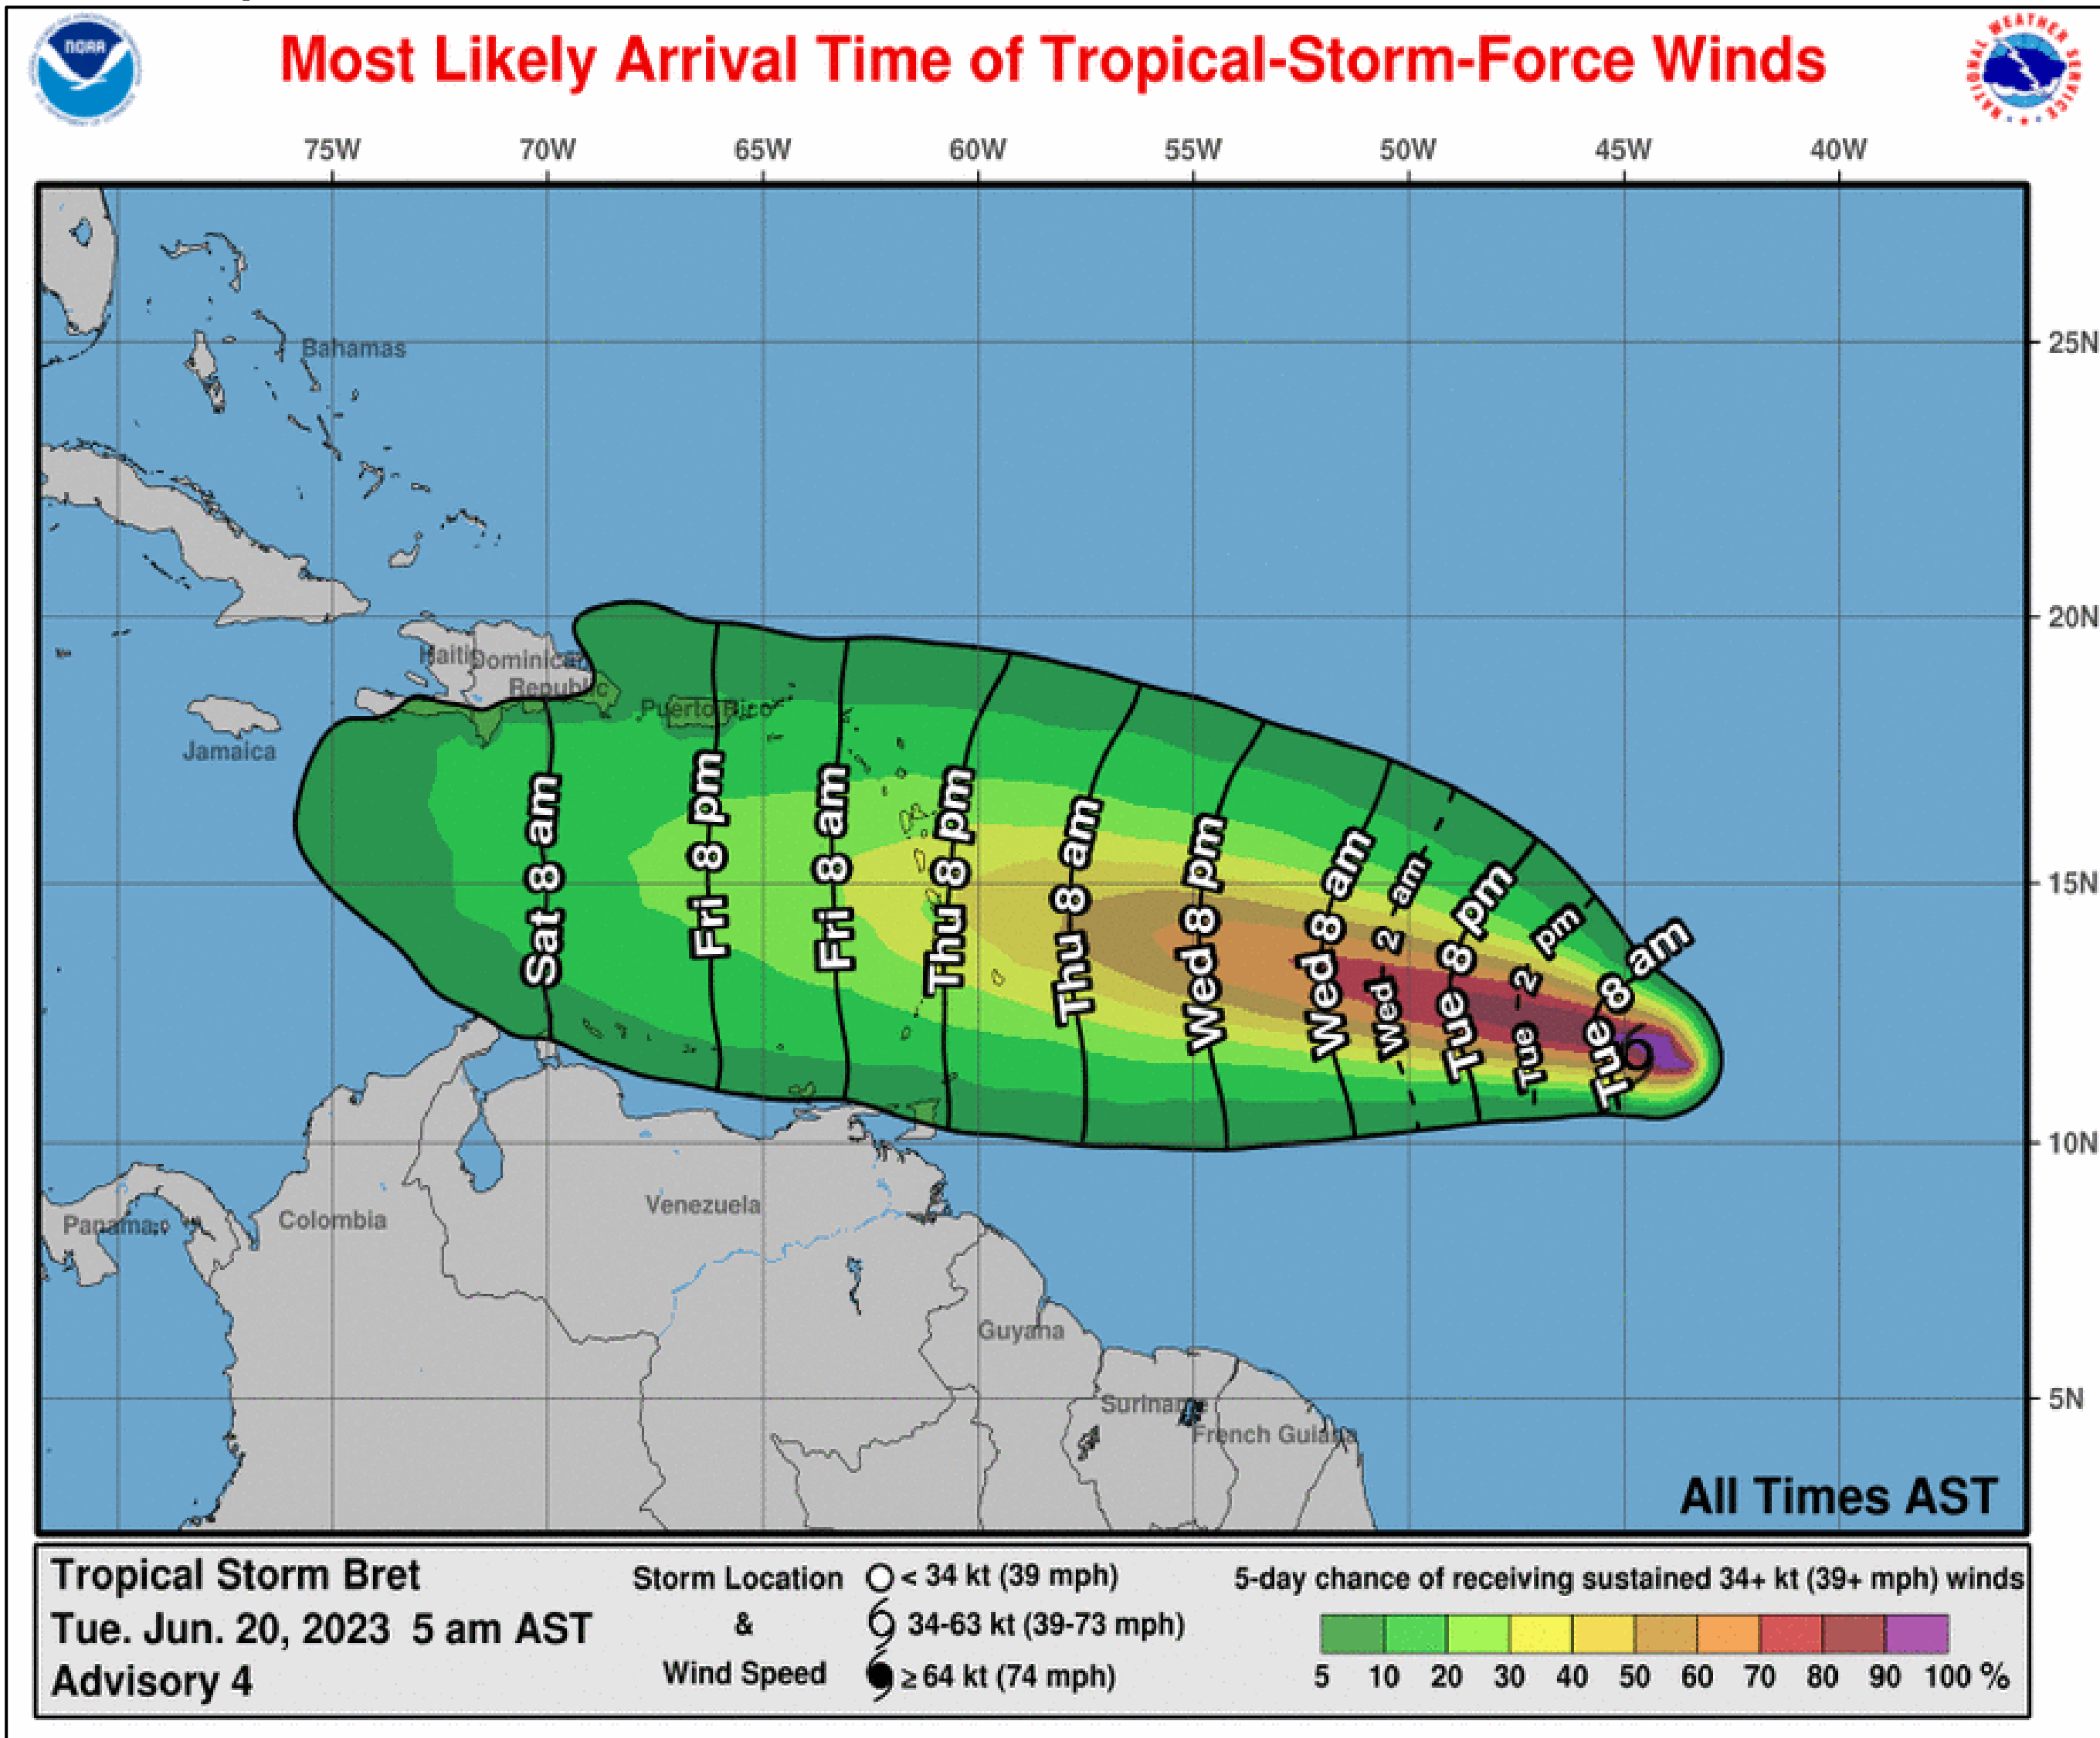 NOAA
Most Likely Arrival Time of Tropical-Storm-Force Winds
NATIONAL WEATHER SERVICE
75W 70W 65W 60W 55W 50W 45W 40W
25N
Bahamas
20N
Haiti
Dominican
Republic
Puerto Rico
Jamaica
15N
Sat 8 am
Fri 8 pm
Fri 8 am
Thu 8 pm
Thu 8 am
Wed 8 pm
Wed 8 am
Wed 2 am
Tue 8 pm
Tue 2 pm
Tue 8 am
10N
Panama
Colombia
Venezuela
Guyana
5N
Suriname
French Guiana
All Times AST
Tropical Storm Bret
Tue. Jun. 20, 2023 5 am AST
Advisory 4
Storm Location
&
Wind Speed
< 34 kt (39 mph)
34-63 kt (39-73 mph)
≥ 64 kt (74 mph)
5-day chance of receiving sustained 34+ kt (39+ mph) winds
5 10 20 30 40 50 60 70 80 90 100 %